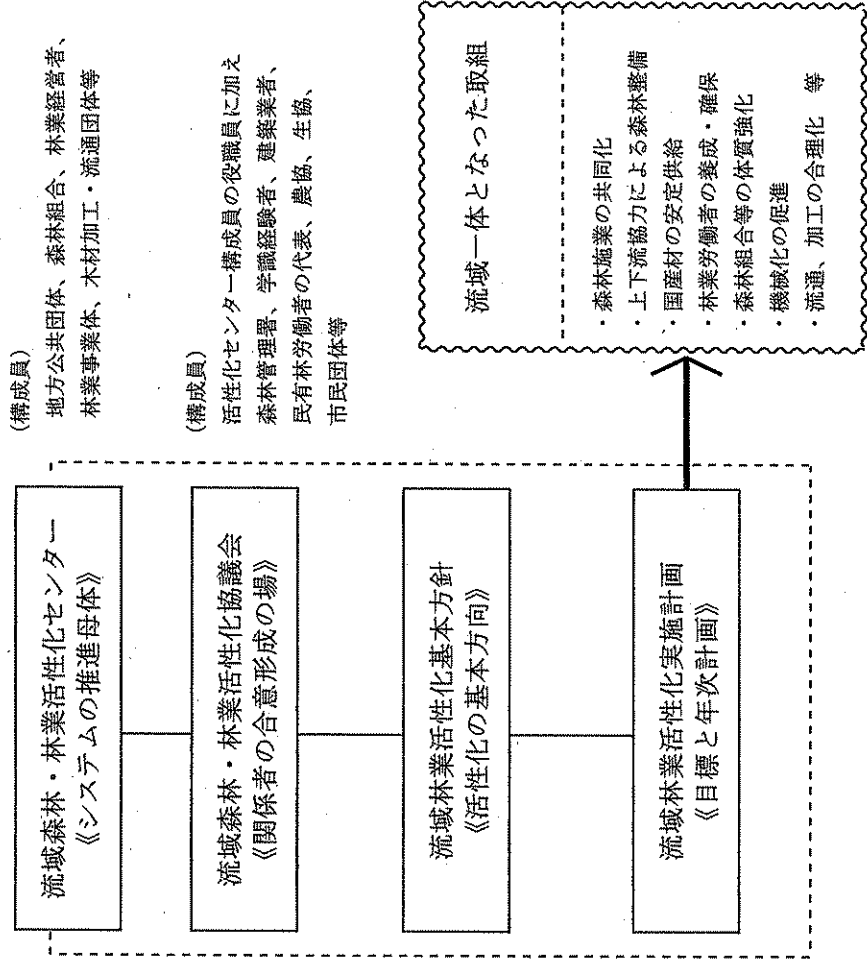 流域森林・林業活性化センター
《システムの推進母体》
(構成員)
地方公共団体、森林組合、林業経営者、
林業事業体、木材加工・流通団体等
流域森林・林業活性化協議会
《関係者の合意形成の場》
(構成員)
活性化センター構成員の役職員に加え
森林管理署、学識経験者、建築業者、
民有林労働者の代表、農協、生協、
市民団体等
流域林業活性化基本方針
《活性化の基本方向》
流域林業活性化実施計画
《目標と年次計画》
流域一体となった取組
・森林施業の共同化
・上下流協力による森林整備
・国産材の安定供給
・林業労働者の養成・確保
・森林組合等の体質強化
・機械化の促進
・流通、加工の合理化 等